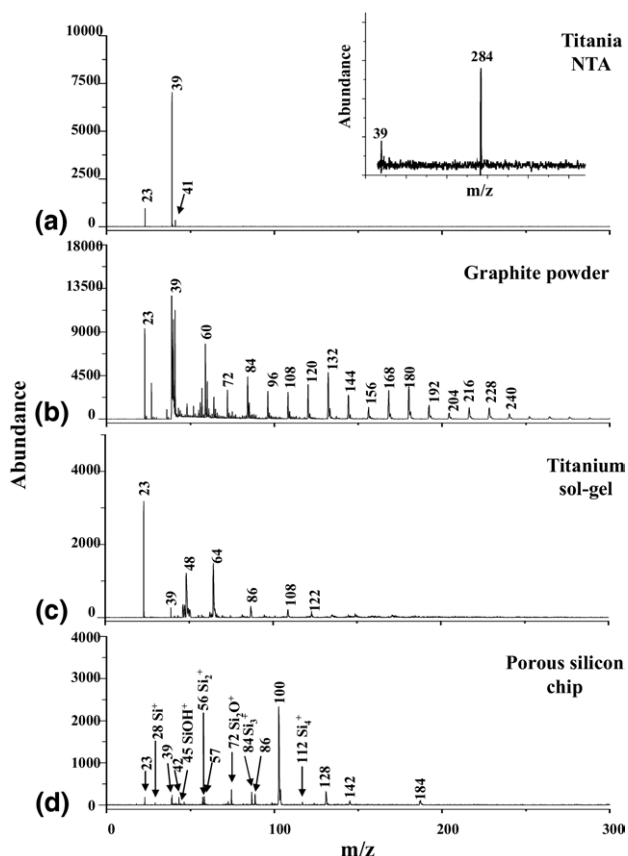 10000
7500
5000
2500
0
39
41
23
(a)
Titania
NTA
Abundance
284
39
m/z
18000
13500
9000
4500
0
Graphite powder
23
39
60
72
84
96
108
120
132
144
156
168
180
192
204
216
228
240
(b)
Abundance
4000
2000
0
Titanium
sol-gel
23
39
48
64
86
108
122
(c)
4000
3000
2000
1000
0
Porous silicon
chip
23
28 Si⁺
39
42
45 SiOH⁺
56 Si₂⁺
57
72 Si₂O⁺
84 Si₃⁺
86
100
112 Si₄⁺
128
142
184
(d)
0
100
200
300
m/z